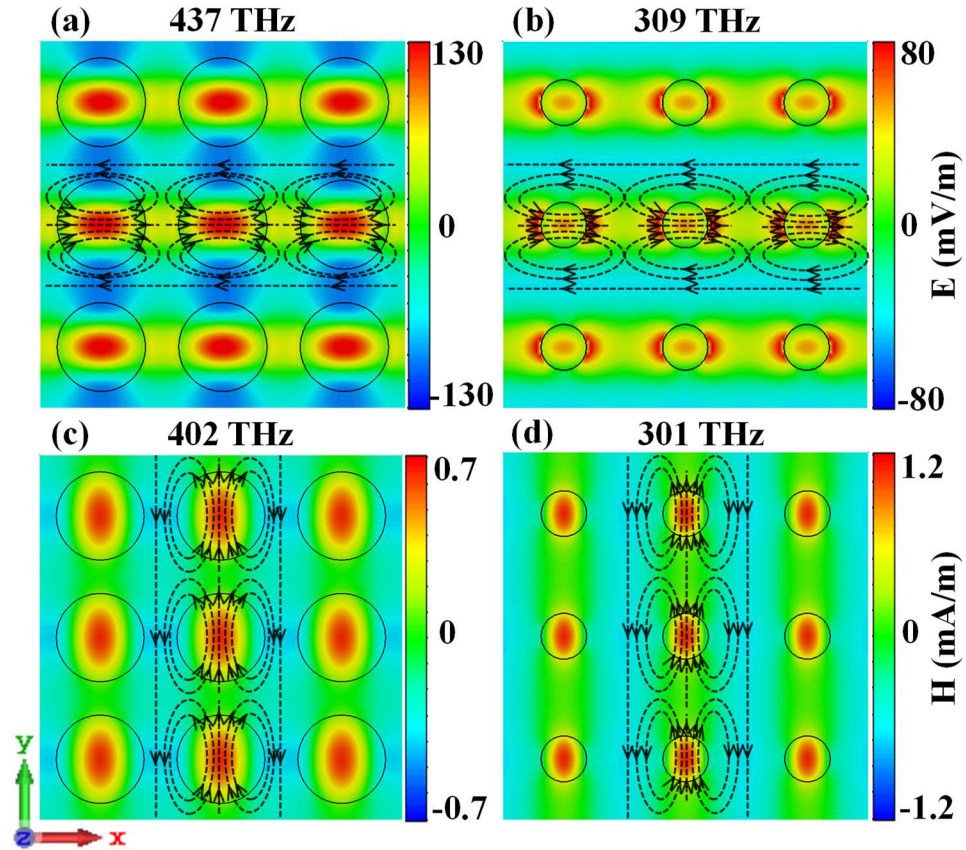 (a) 437 THz
(b) 309 THz
130
0
-130
80
0
-80
E (mV/m)
(c) 402 THz
(d) 301 THz
0.7
0
-0.7
1.2
0
-1.2
H (mA/m)
y
z
x